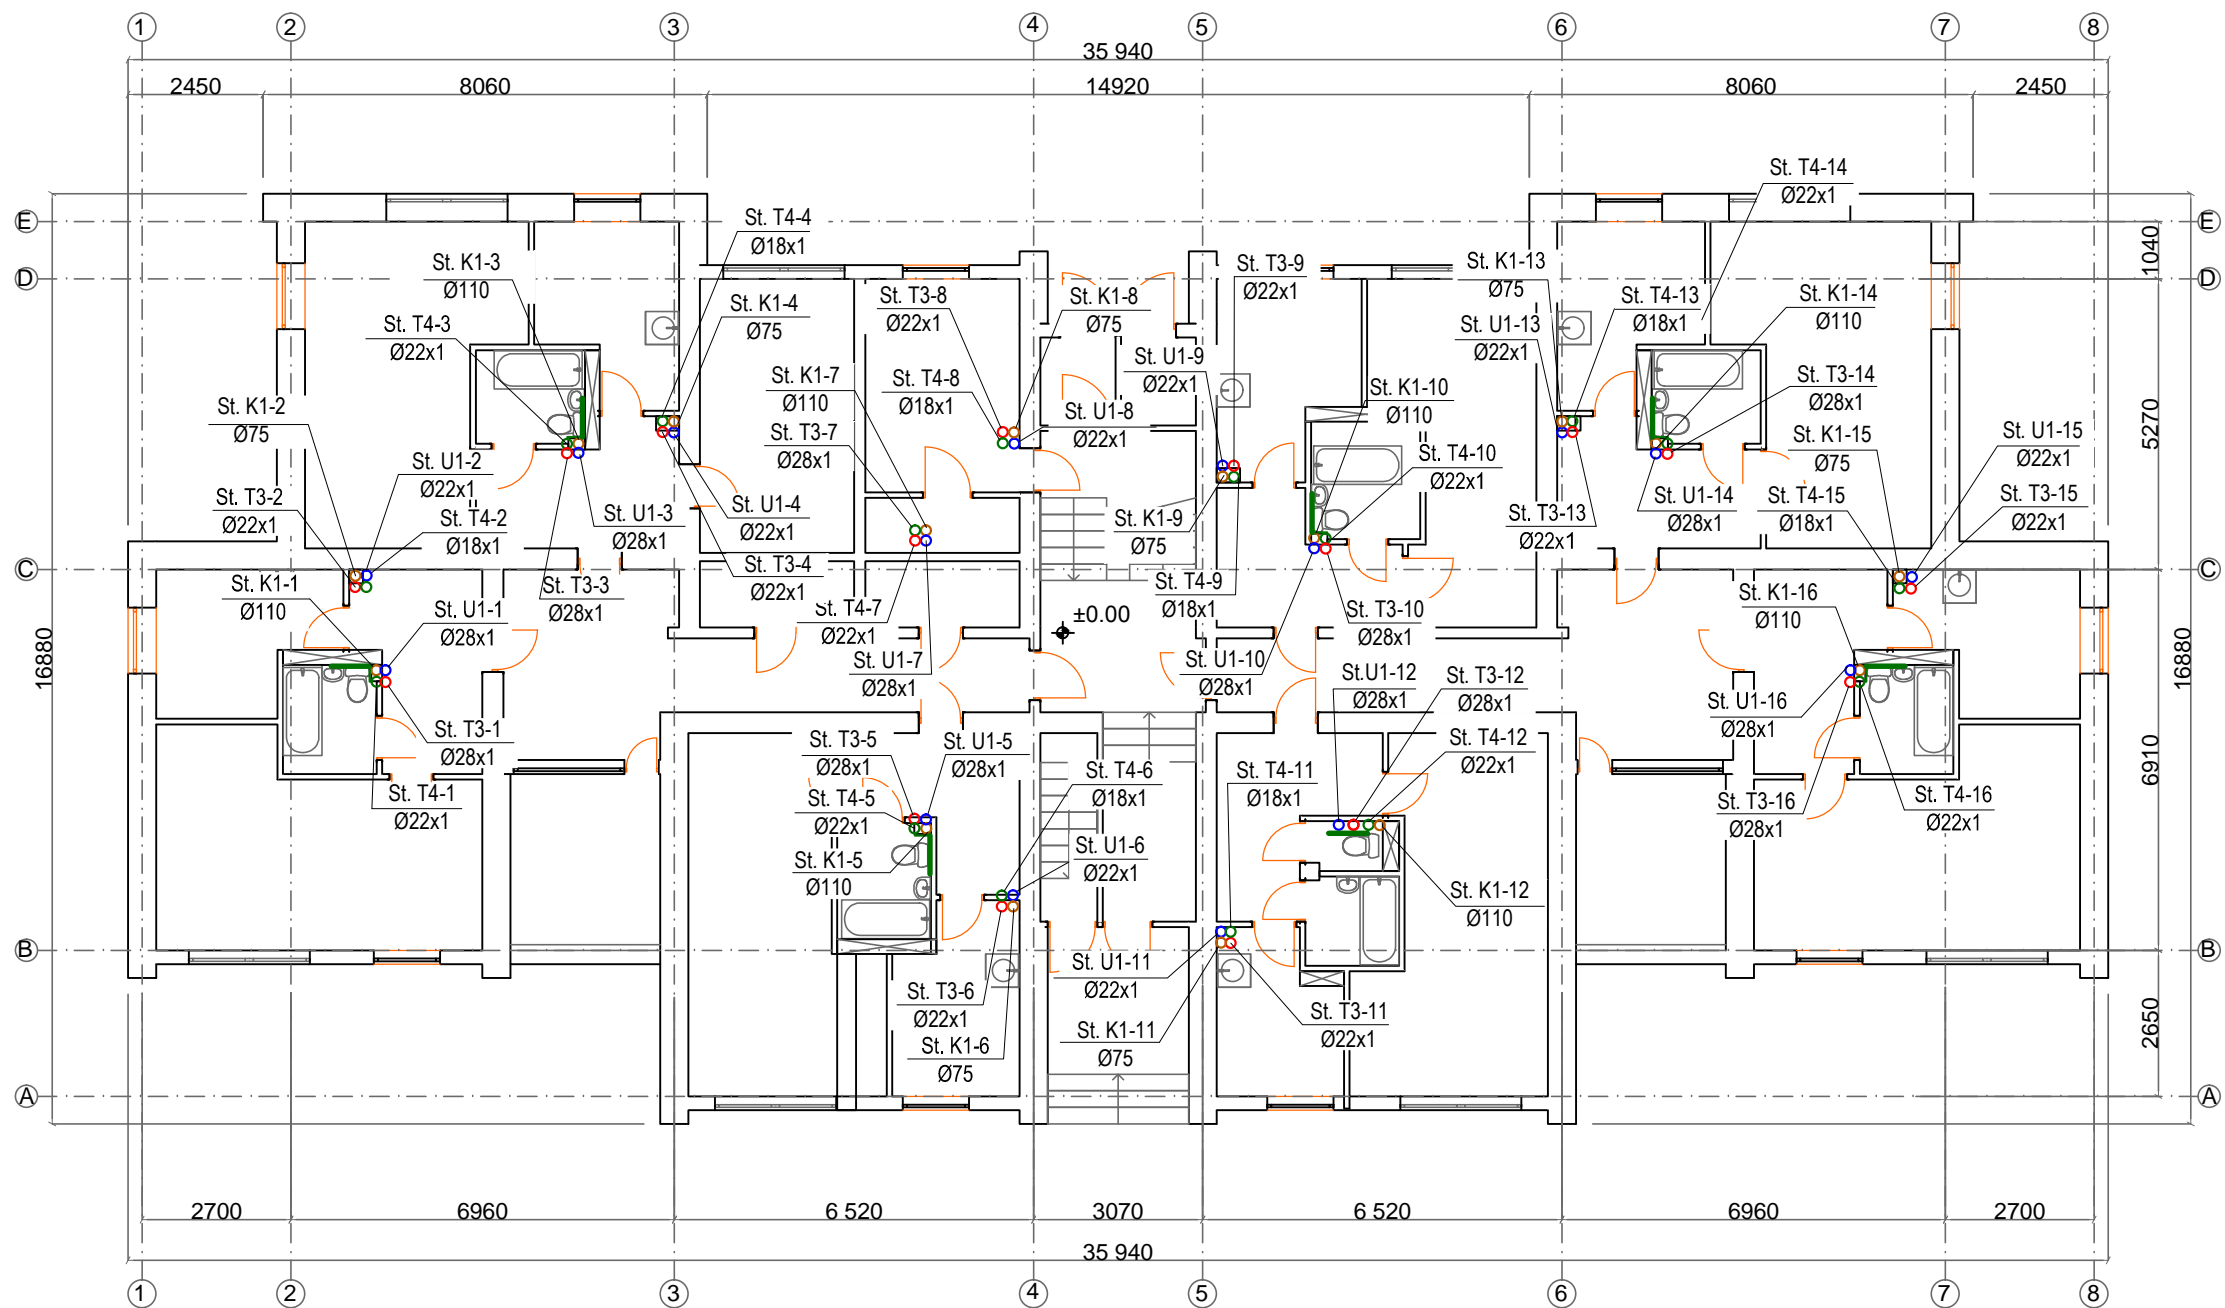 1 2 3 4 5 6 7 8
35 940
2450 8060 14920 8060 2450
St. T4-14
Ø22x1
E
E
St. T4-4
Ø18x1
1040
St. K1-3
Ø110
St. T3-9
Ø22x1
St. K1-13
Ø75
D
D
St. K1-4
Ø75
St. T3-8
Ø22x1
St. K1-8
Ø75
St. T4-13
Ø18x1
St. K1-14
Ø110
St. T4-3
Ø22x1
St. U1-13
Ø22x1
St. U1-9
Ø22x1
St. K1-7
Ø110
St. T4-8
Ø18x1
St. K1-10
Ø110
St. T3-14
Ø28x1
St. K1-2
Ø75
St. U1-8
Ø22x1
5270
St. T3-7
Ø28x1
St. K1-15
Ø75
St. U1-15
Ø22x1
St. U1-2
Ø22x1
St. T4-10
Ø22x1
St. T3-2
Ø22x1
St. U1-4
Ø22x1
St. U1-14
Ø28x1
St. T4-15
Ø18x1
St. T3-15
Ø22x1
St. T4-2
Ø18x1
St. U1-3
Ø28x1
St. K1-9
Ø75
St. T3-13
Ø22x1
C
C
St. K1-1
Ø110
St. T3-3
Ø28x1
St. T3-4
Ø22x1
St. T4-9
Ø18x1
St. K1-16
Ø110
St. U1-1
Ø28x1
St. T4-7
Ø22x1
±0.00
St. T3-10
Ø28x1
16880
16880
St. U1-7
Ø28x1
St. U1-10
Ø28x1
St.U1-12
Ø28x1
St. T3-12
Ø28x1
St. U1-16
Ø28x1
St. T3-1
Ø28x1
St. T3-5
Ø28x1
St. U1-5
Ø28x1
St. T4-12
Ø22x1
6910
St. T4-6
Ø18x1
St. T4-11
Ø18x1
St. T4-1
Ø22x1
St. T4-5
Ø22x1
St. T3-16
Ø28x1
St. T4-16
Ø22x1
St. K1-5
Ø110
St. U1-6
Ø22x1
St. K1-12
Ø110
B
B
St. U1-11
Ø22x1
St. T3-6
Ø22x1
St. T3-11
Ø22x1
2650
St. K1-6
Ø75
St. K1-11
Ø75
A
A
2700 6960 6 520 3070 6 520 6960 2700
35 940
1 2 3 4 5 6 7 8